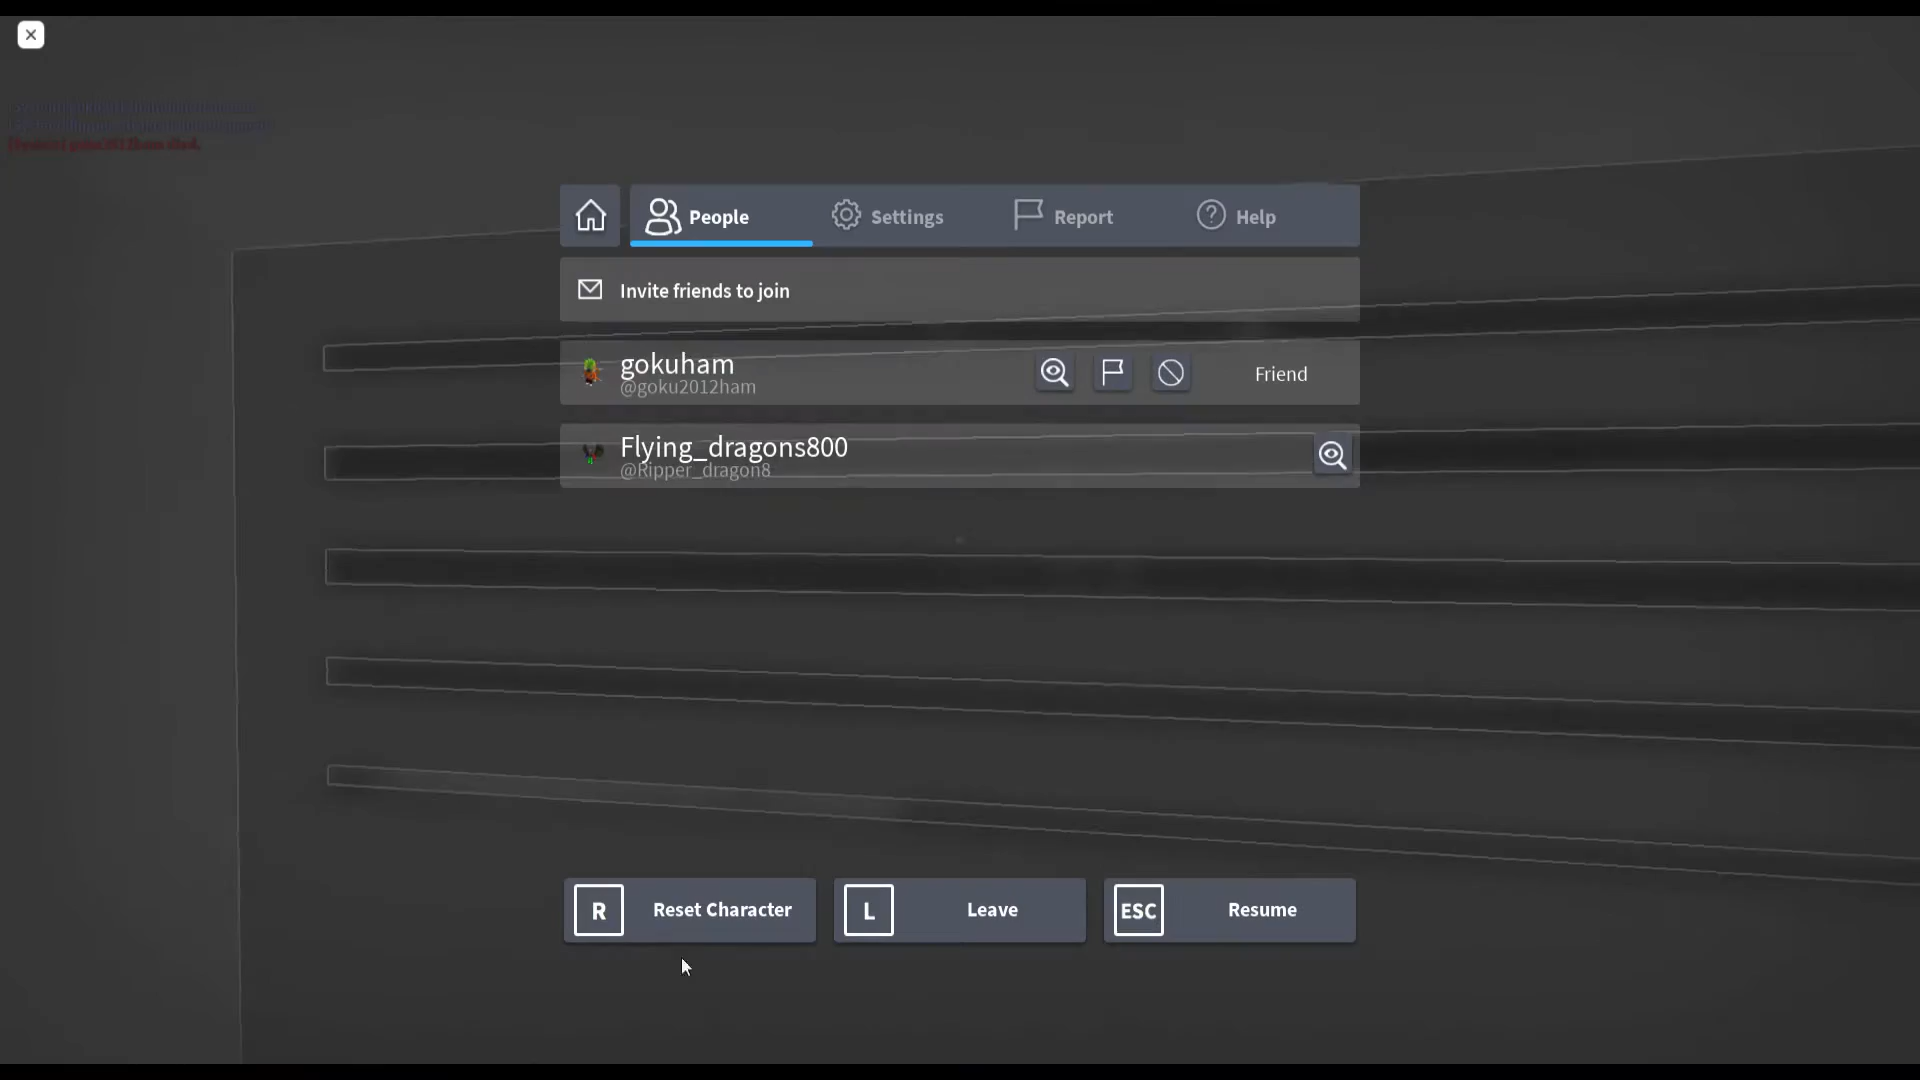 People
Settings
Report
Help
Invite friends to join
gokuham
@goku2012ham
Friend
Flying_dragons800
@Ripper_dragon8
R
Reset Character
L
Leave
ESC
Resume